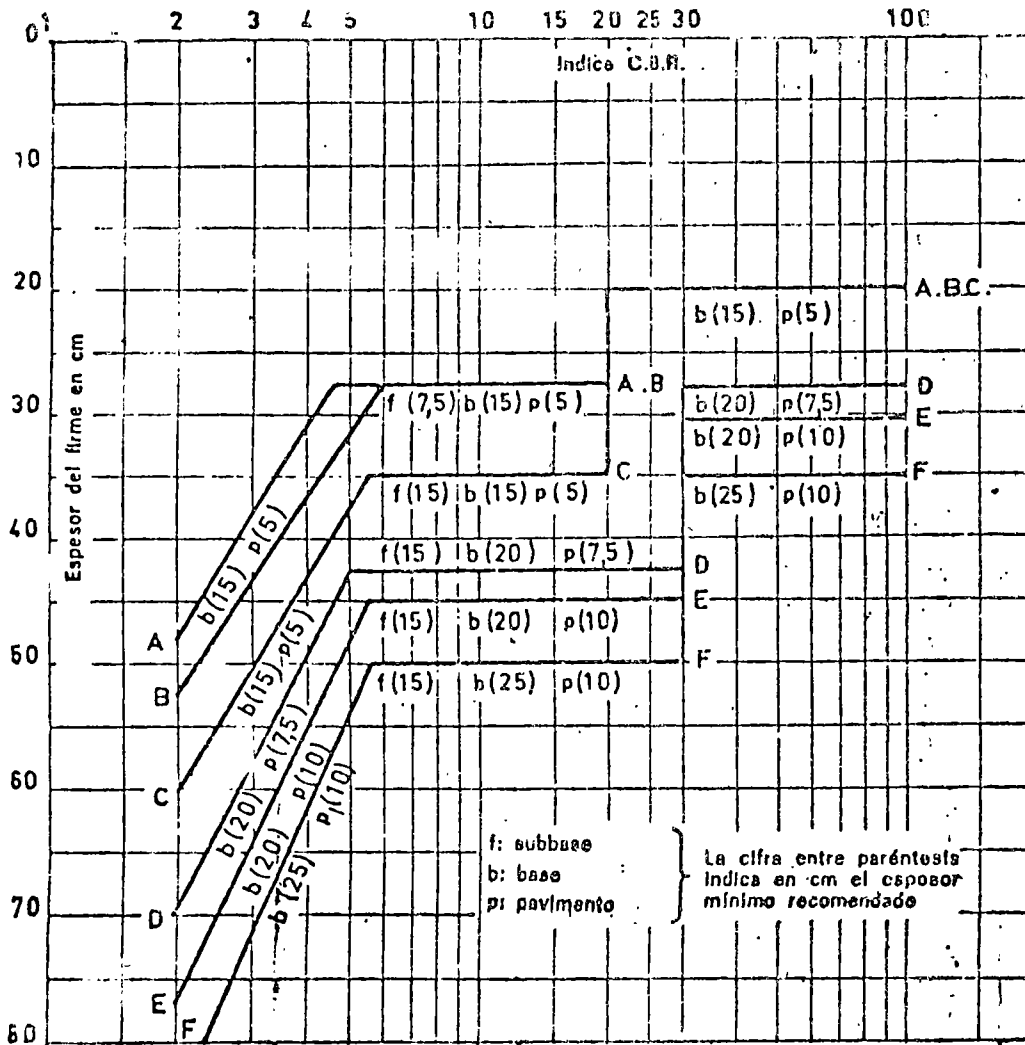 1 2 3 4 5 10 15 20 25 30 100
Indice C.B.R.
0
10
20
30
40
50
60
70
80
Espesor del firme en cm
A.B.C.
b(15) p(5)
D
b(20) p(7,5)
E
b(20) p(10)
F
b(25) p(10)
A.B
f (7,5) b(15) p(5)
C
f(15) b(15) p(5)
f(15) b(20) p(7,5)
D
E
f(15) b(20) p(10)
F
f(15) b(25) p(10)
A
b(15) p(5)
B
C
b(15) p(5)
D
b(20) p(7,5)
E
b(20) p(10)
F
b(25) p(10)
f: subbase
b: base
p: pavimento
La cifra entre paréntesis
indica en cm el espesor
mínimo recomendado